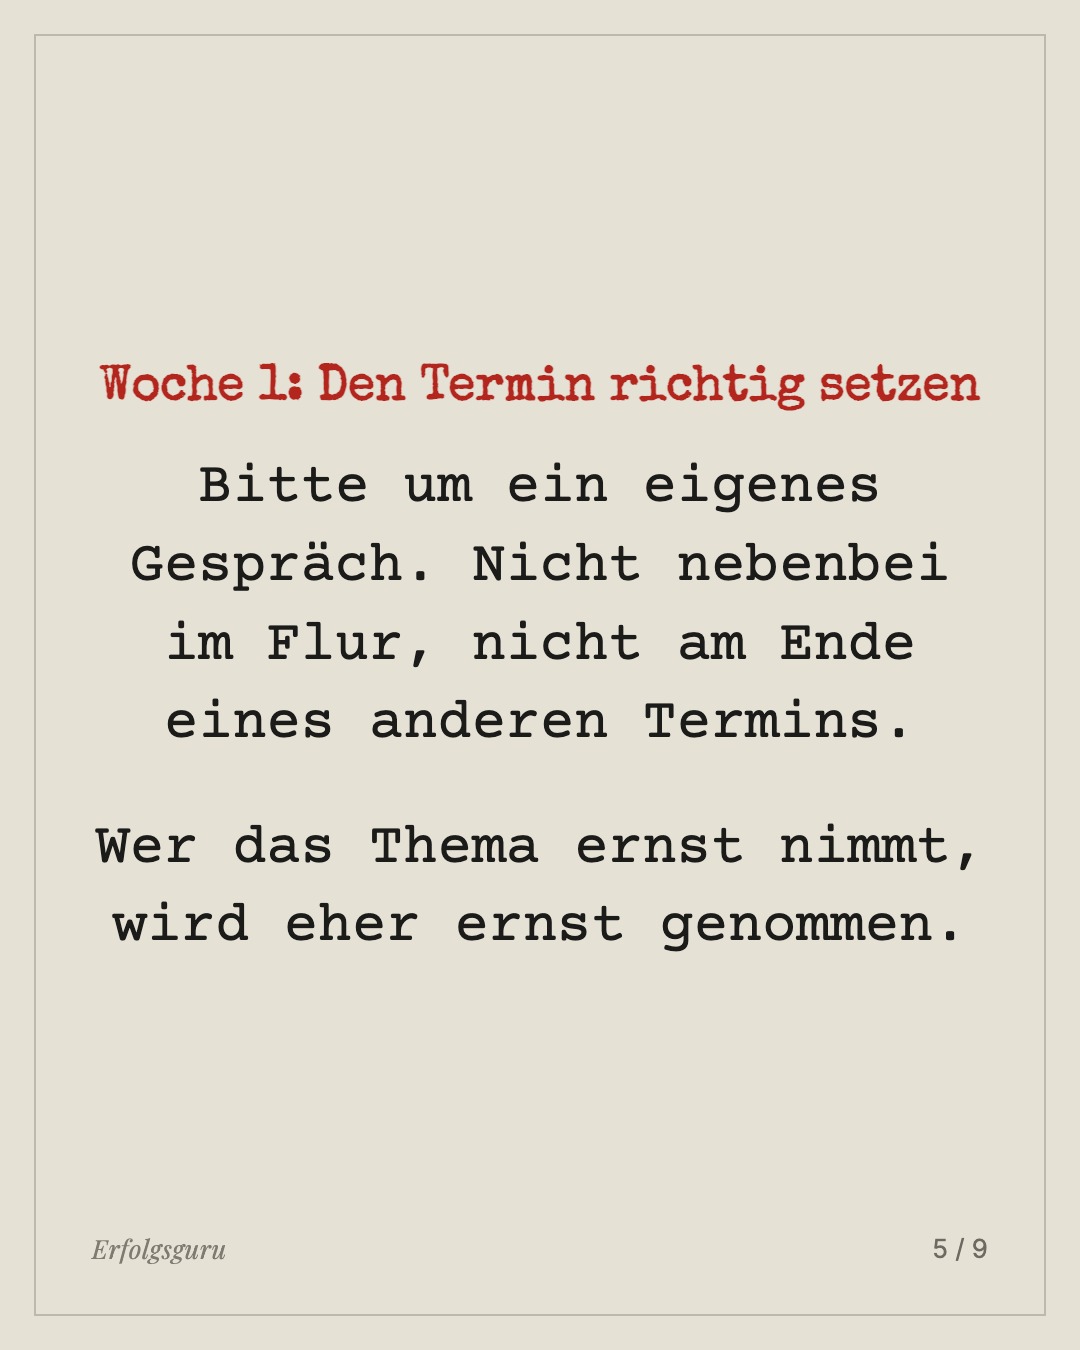 Woche 1: Den Termin richtig setzen
Bitte um ein eigenes
Gespräch. Nicht nebenbei
im Flur, nicht am Ende
eines anderen Termins.
Wer das Thema ernst nimmt,
wird eher ernst genommen.
Erfolgsguru
5 / 9